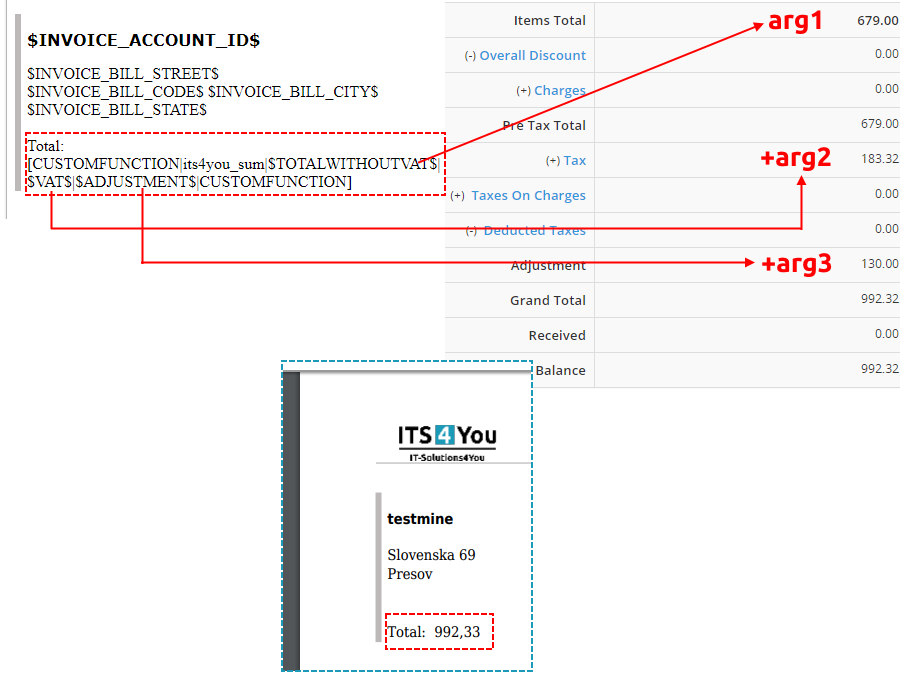 $INVOICE_ACCOUNT_ID$
$INVOICE_BILL_STREET$
$INVOICE_BILL_CODE$ $INVOICE_BILL_CITY$
$INVOICE_BILL_STATE$
Total:
[CUSTOMFUNCTION|its4you_sum|$TOTALWITHOUTVAT$|
$VAT$|$ADJUSTMENT$|CUSTOMFUNCTION]
Items Total arg1 679.00
(-) Overall Discount 0.00
(+) Charges 0.00
Pre Tax Total 679.00
(+) Tax +arg2 183.32
(+) Taxes On Charges 0.00
(-) Deducted Taxes 0.00
Adjustment +arg3 130.00
Grand Total 992.32
Received 0.00
Balance 992.32
ITS4You
IT-Solutions4You
testmine
Slovenska 69
Presov
Total: 992,33